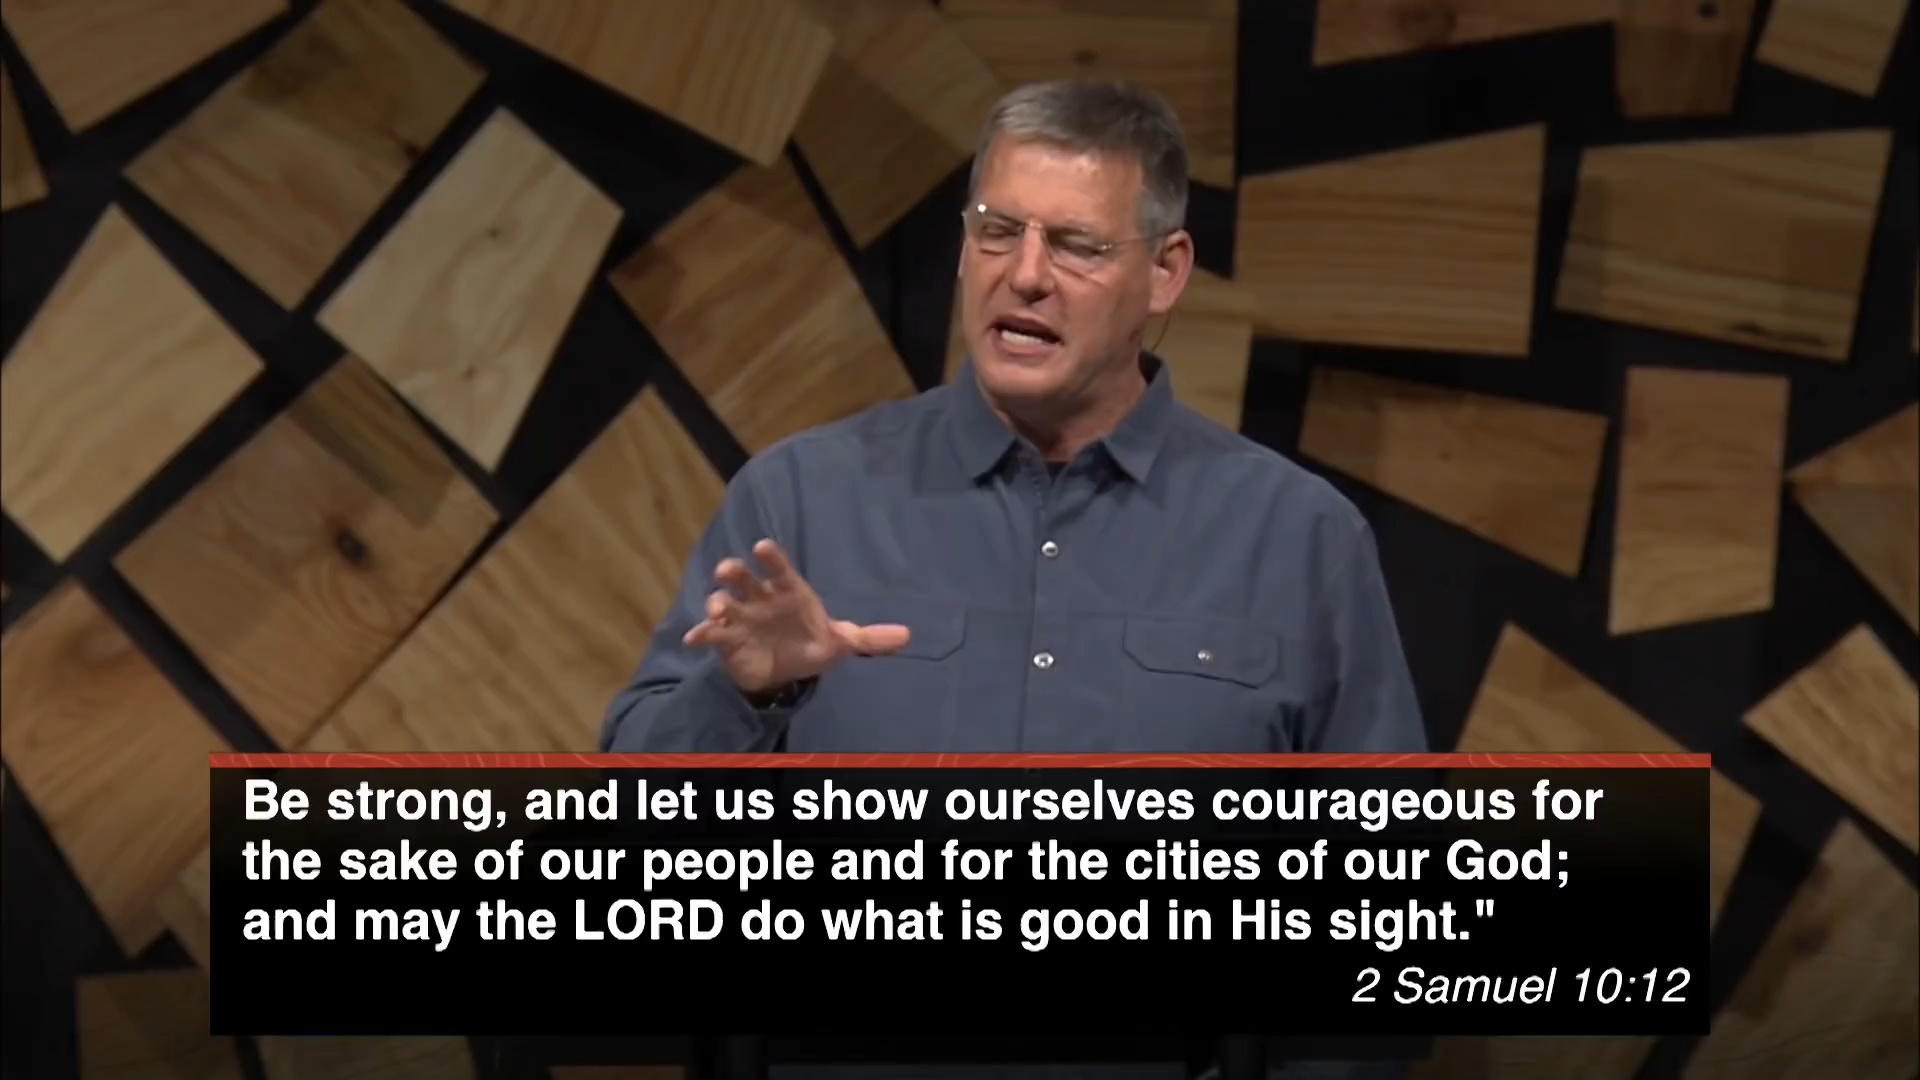 Be strong, and let us show ourselves courageous for
the sake of our people and for the cities of our God;
and may the LORD do what is good in His sight."
2 Samuel 10:12